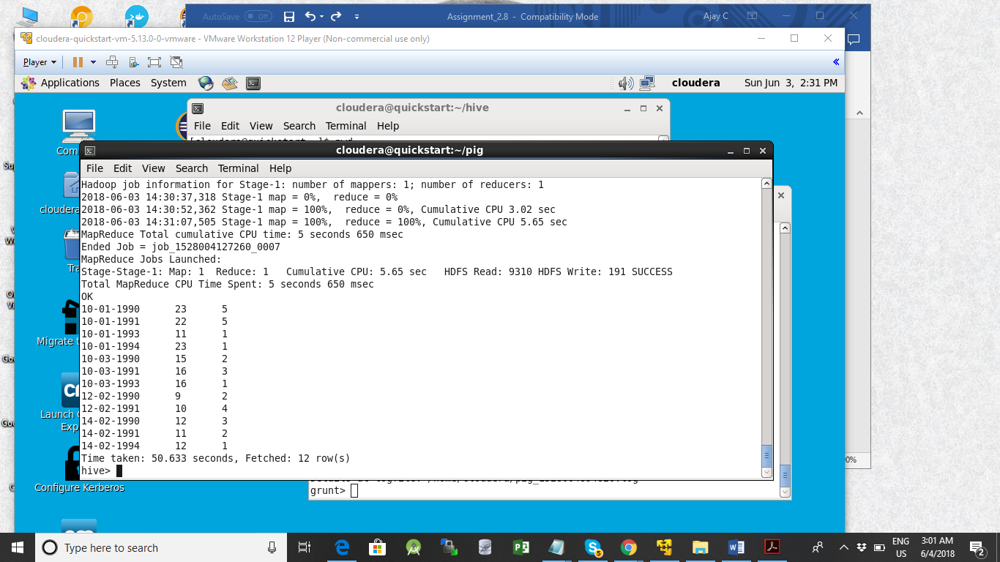 AutoSave Off Assignment_2.8 - Compatibility Mode Ajay C
cloudera-quickstart-vm-5.13.0-0-vmware - VMware Workstation 12 Player (Non-commercial use only)
Player
Applications Places System cloudera Sun Jun 3, 2:31 PM
cloudera@quickstart:~/hive
File Edit View Search Terminal Help
[cloudera@quickstart ~]$ pwd
cloudera@quickstart:~/pig
File Edit View Search Terminal Help
Hadoop job information for Stage-1: number of mappers: 1; number of reducers: 1
2018-06-03 14:30:37,318 Stage-1 map = 0%,  reduce = 0%
2018-06-03 14:30:52,362 Stage-1 map = 100%,  reduce = 0%, Cumulative CPU 3.02 sec
2018-06-03 14:31:07,505 Stage-1 map = 100%,  reduce = 100%, Cumulative CPU 5.65 sec
MapReduce Total cumulative CPU time: 5 seconds 650 msec
Ended Job = job_1528004127260_0007
MapReduce Jobs Launched:
Stage-Stage-1: Map: 1  Reduce: 1   Cumulative CPU: 5.65 sec   HDFS Read: 9310 HDFS Write: 191 SUCCESS
Total MapReduce CPU Time Spent: 5 seconds 650 msec
OK
10-01-1990 23 5
10-01-1991 22 5
10-01-1993 11 1
10-01-1994 23 1
10-03-1990 15 2
10-03-1991 16 3
10-03-1993 16 1
12-02-1990 9 2
12-02-1991 10 4
14-02-1990 12 3
14-02-1991 11 2
14-02-1994 12 1
Time taken: 50.633 seconds, Fetched: 12 row(s)
hive>
grunt>
Com
cloudera
Tra
Migrate t
Launch
Exp
Configure Kerberos
Type here to search
ENG
US
3:01 AM
6/4/2018
5
2